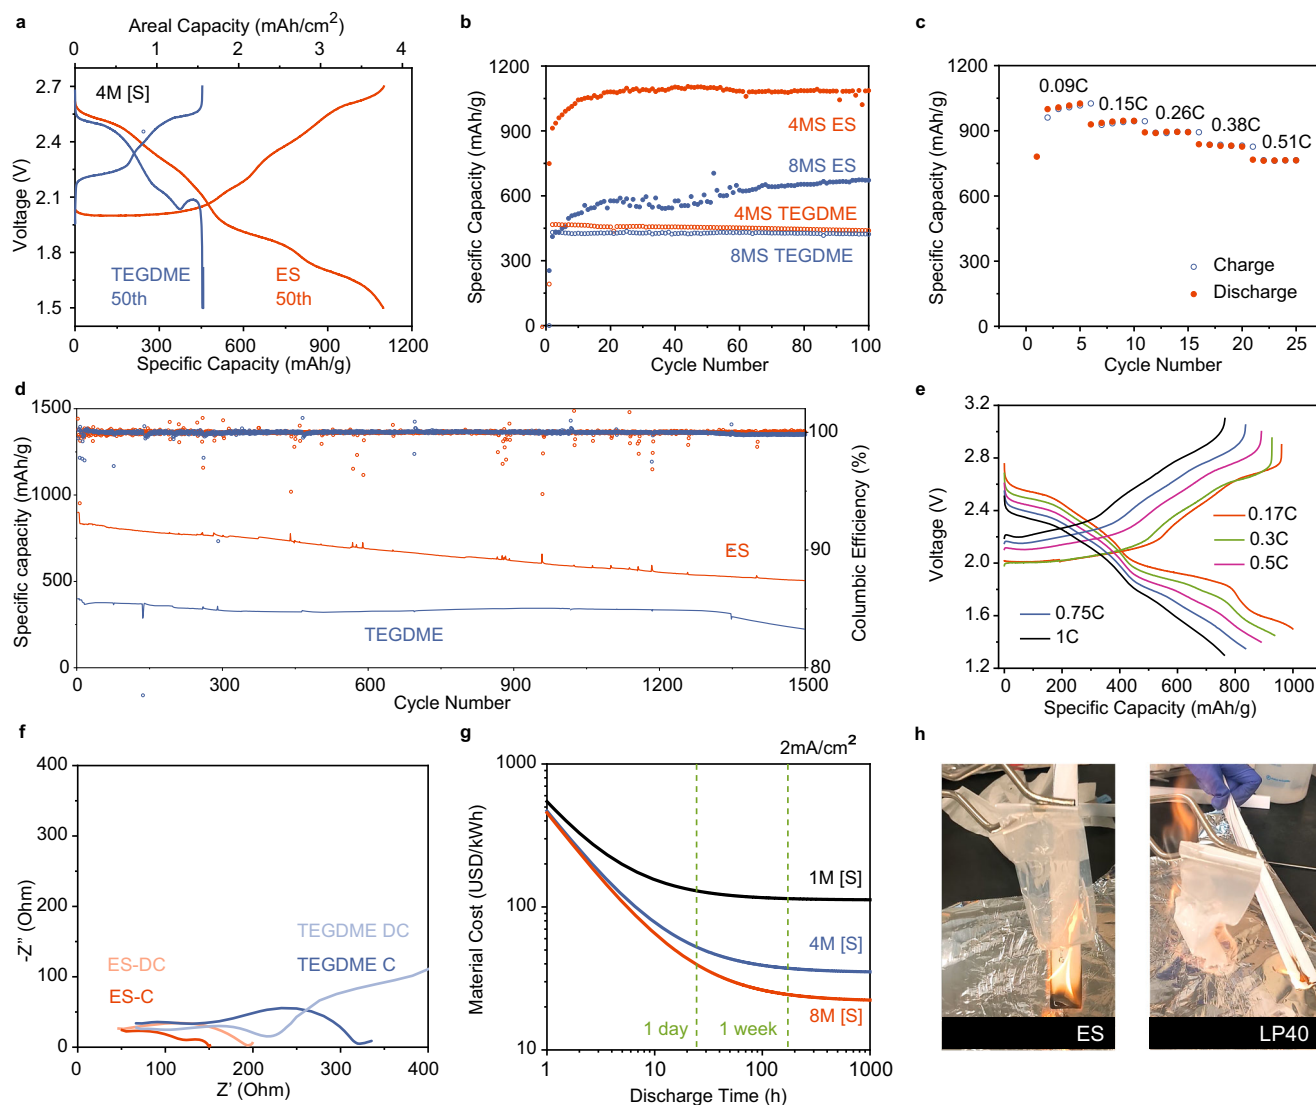 a
Areal Capacity (mAh/cm²)
0 1 2 3 4
2.7
2.4
2.1
1.8
1.5
Voltage (V)
4M [S]
TEGDME
50th
ES
50th
0 300 600 900 1200
Specific Capacity (mAh/g)
b
1200
900
600
300
0
Specific Capacity (mAh/g)
4MS ES
8MS ES
4MS TEGDME
8MS TEGDME
0 20 40 60 80 100
Cycle Number
c
1200
900
600
300
0
Specific Capacity (mAh/g)
0.09C
0.15C
0.26C
0.38C
0.51C
Charge
Discharge
0 5 10 15 20 25
Cycle Number
d
1500
1000
500
0
Specific capacity (mAh/g)
ES
TEGDME
100
90
80
Columbic Efficiency (%)
0 300 600 900 1200 1500
Cycle Number
e
3.2
2.8
2.4
2.0
1.6
1.2
Voltage (V)
0.17C
0.3C
0.5C
0.75C
1C
0 200 400 600 800 1000
Specific Capacity (mAh/g)
f
400
300
200
100
0
-Z" (Ohm)
TEGDME DC
TEGDME C
ES-DC
ES-C
0 100 200 300 400
Z' (Ohm)
g
2mA/cm²
1000
100
10
Material Cost (USD/kWh)
1M [S]
4M [S]
8M [S]
1 day
1 week
1 10 100 1000
Discharge Time (h)
h
ES
LP40